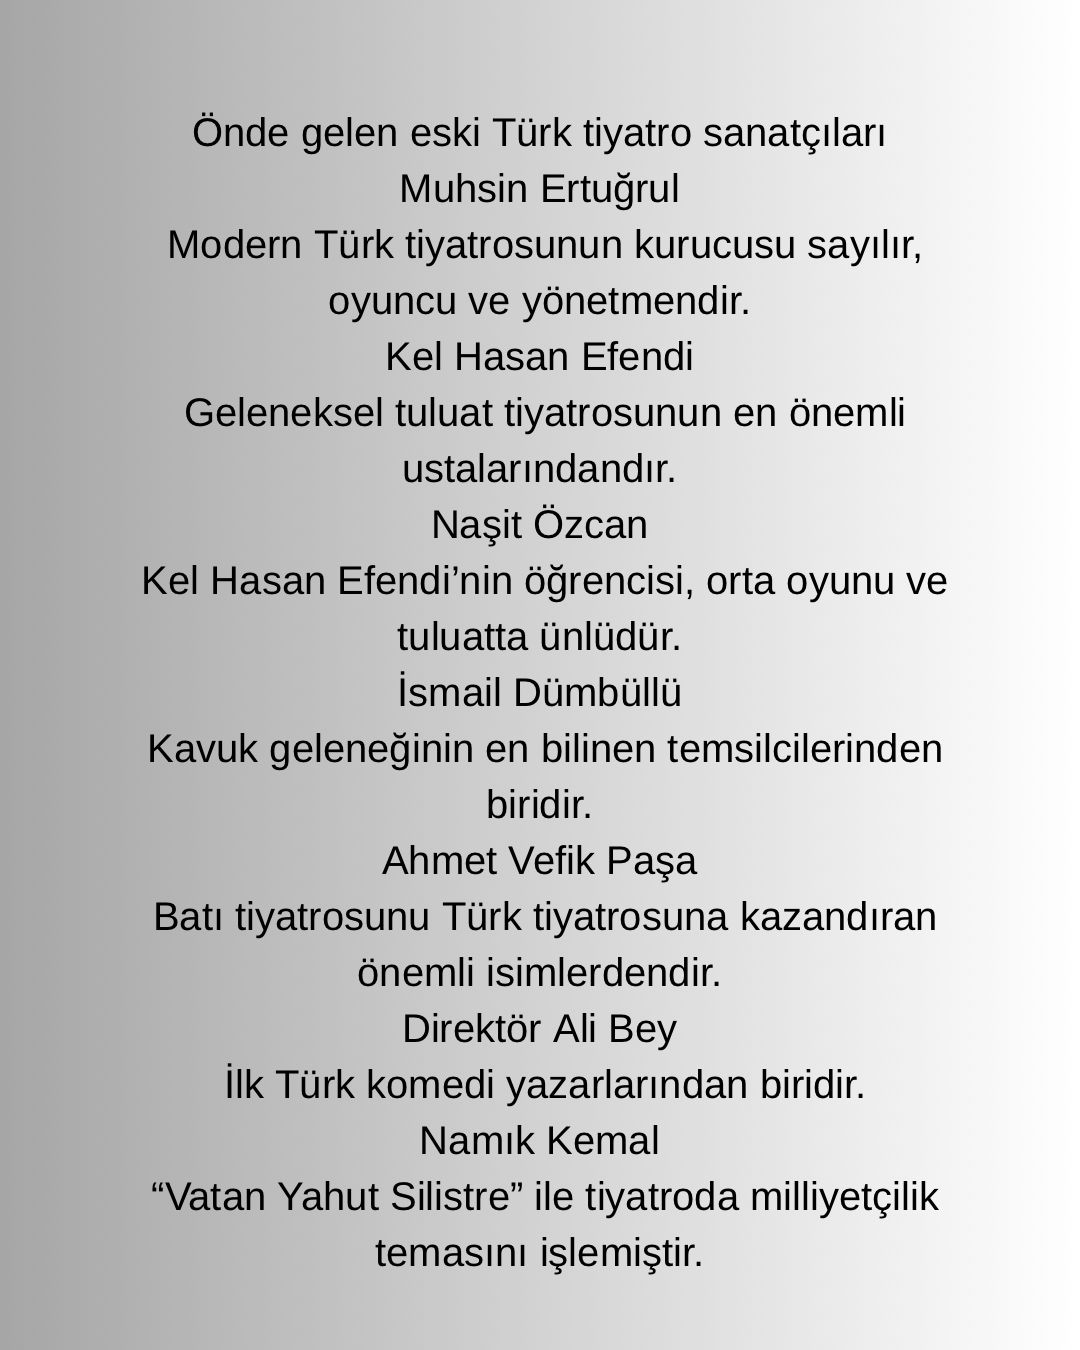 Önde gelen eski Türk tiyatro sanatçıları
Muhsin Ertuğrul
Modern Türk tiyatrosunun kurucusu sayılır,
oyuncu ve yönetmendir.
Kel Hasan Efendi
Geleneksel tuluat tiyatrosunun en önemli
ustalarındandır.
Naşit Özcan
Kel Hasan Efendi’nin öğrencisi, orta oyunu ve
tuluatta ünlüdür.
İsmail Dümbüllü
Kavuk geleneğinin en bilinen temsilcilerinden
biridir.
Ahmet Vefik Paşa
Batı tiyatrosunu Türk tiyatrosuna kazandıran
önemli isimlerdendir.
Direktör Ali Bey
İlk Türk komedi yazarlarından biridir.
Namık Kemal
“Vatan Yahut Silistre” ile tiyatroda milliyetçilik
temasını işlemiştir.